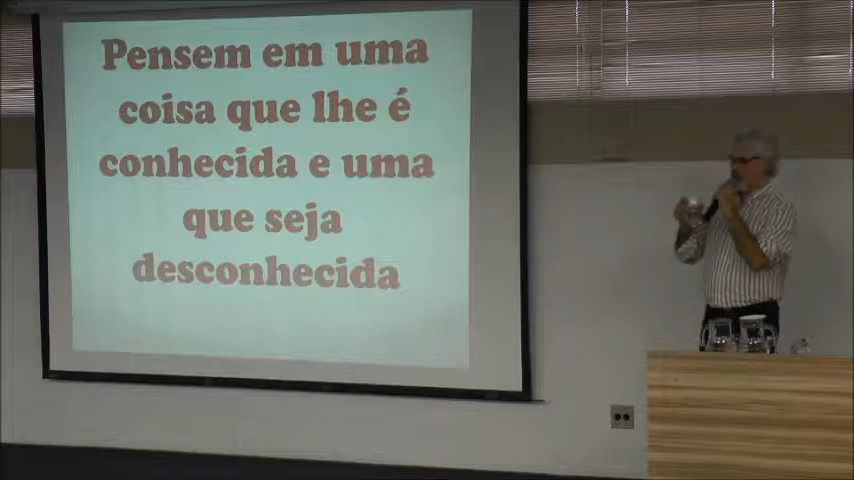 Pensem em uma
coisa que lhe é
conhecida e uma
que seja
desconhecida